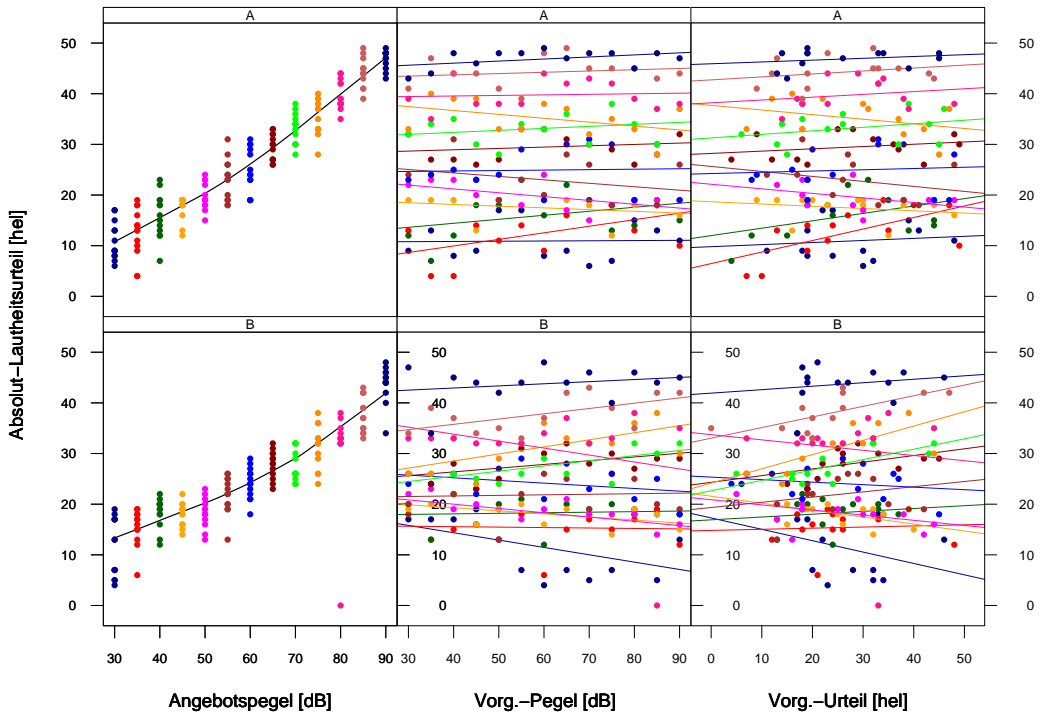 A A A
50 50
40 40
30 30
20 20
10 10
0 0
B B B
50 50 50 50
40 40 40 40
30 30 30 30
20 20 20 20
10 10 10 10
0 0 0 0
30 40 50 60 70 80 90 30 40 50 60 70 80 90 0 10 20 30 40 50
Angebotspegel [dB] Vorg.−Pegel [dB] Vorg.−Urteil [hel]
Absolut−Lautheitsurteil [hel]